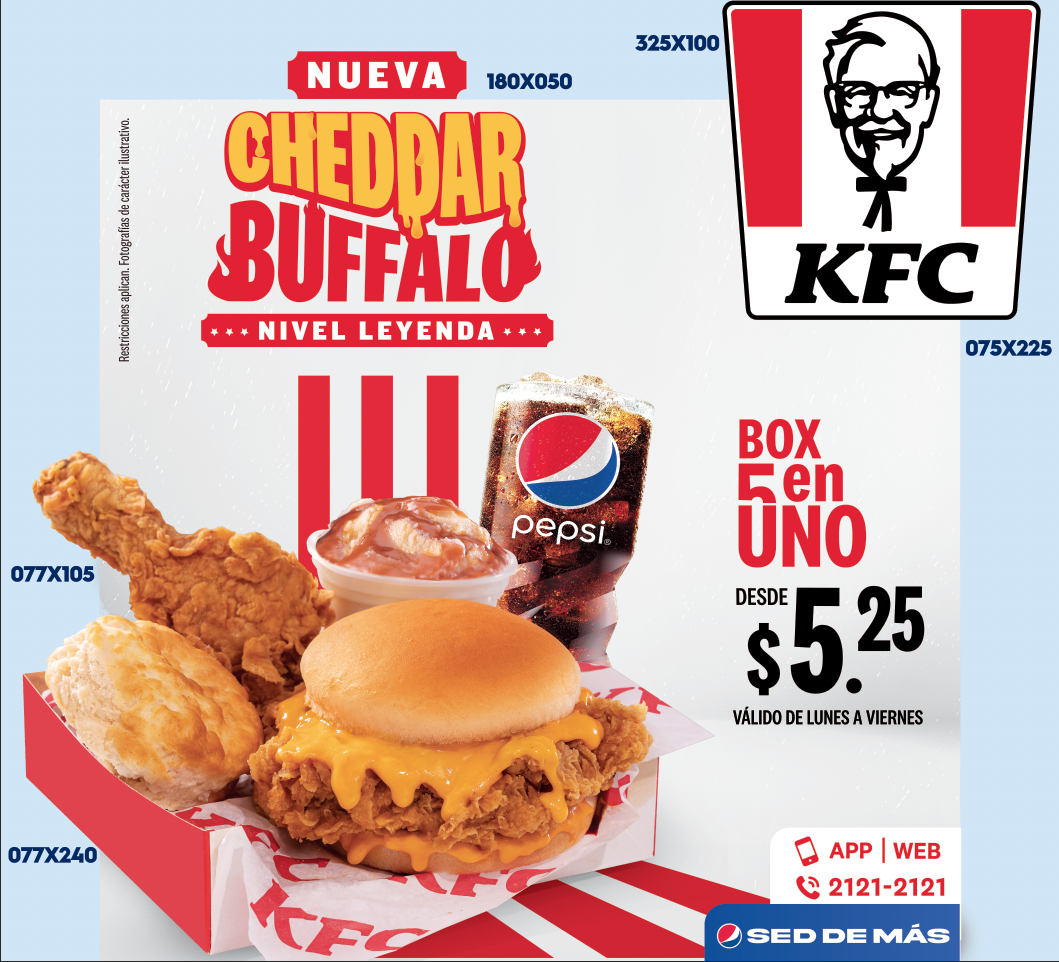 325X100
NUEVA
180X050
CHEDDAR
BUFFALO
NIVEL LEYENDA
Restricciones aplican. Fotografías de carácter ilustrativo.
KFC
075X225
pepsi®
BOX
5 en
UNO
DESDE
$5.25
VÁLIDO DE LUNES A VIERNES
077X105
077X240
KFC
KFC
APP | WEB
2121-2121
SED DE MÁS